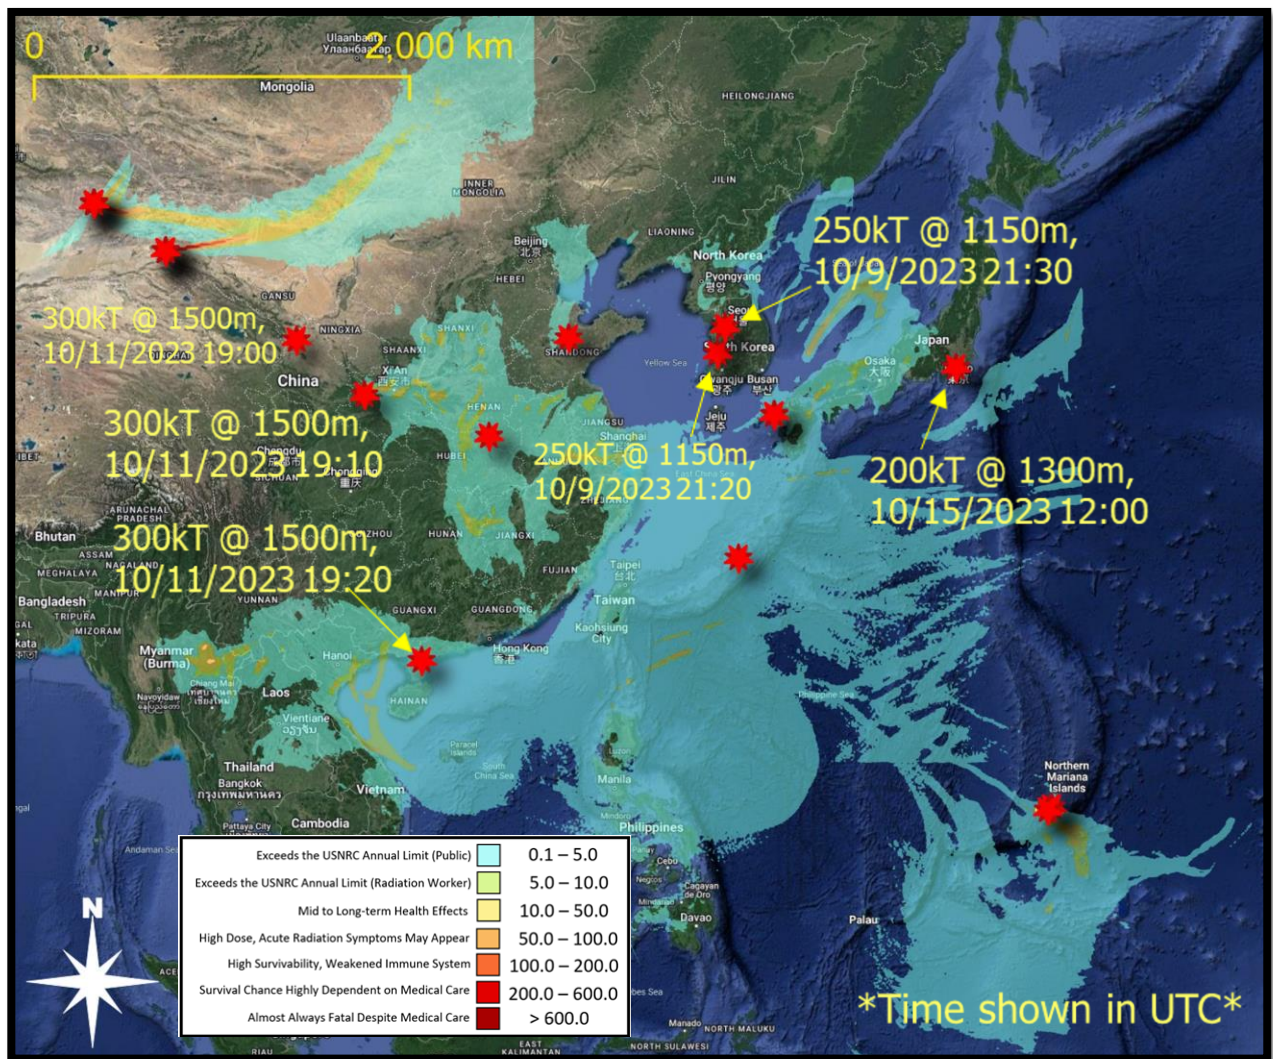 0
2,000 km
Ulaanbaatar
Улаанбаатар
Mongolia
HEILONGJIANG
JILIN
INNER
MONGOLIA
LIAONING
Beijing
北京
HEBEI
North Korea
Pyongyang
평양
250kT @ 1150m,
10/9/2023 21:30
GANSU
300kT @ 1500m,
10/11/2023 19:00
NINGXIA
SHANXI
SHAANXI
SHANDONG
Yellow Sea
South Korea
Japan
Osaka
大阪
China
Xi'An
西安市
Gwangju
광주
Busan
부산
Jeju
제주
HENAN
JIANGSU
300kT @ 1500m,
10/11/2023 19:10
Chengdu
成都市
SICHUAN
Chongqing
重庆
HUBEI
Shanghai
250kT @ 1150m,
10/9/2023 21:20
East China Sea
200kT @ 1300m,
10/15/2023 12:00
ARUNACHAL
PRADESH
Bhutan
ASSAM
NAGALAND
MEGHALAYA
MANIPUR
Bangladesh
TRIPURA
MIZORAM
300kT @ 1500m,
10/11/2023 19:20
HUNAN
JIANGXI
FUJIAN
Taipei
台北
Taiwan
Kaohsiung
City
YUNNAN
GUANGXI
GUANGDONG
Hong Kong
香港
Myanmar
(Burma)
Hanoi
Chiang Mai
Laos
HAINAN
Philippine Sea
Naypyidaw
Vientiane
Paracel
Islands
South
China Sea
Luzon
Thailand
Bangkok
กรุงเทพมหานคร
Vietnam
Manila
Northern
Mariana
Islands
Pattaya City
Cambodia
Mindoro
Philippines
Andaman Sea
Panay
Cebu
Negros
Cagayan
de Oro
Mindanao
Davao
Palau
Exceeds the USNRC Annual Limit (Public) 0.1 – 5.0
Exceeds the USNRC Annual Limit (Radiation Worker) 5.0 – 10.0
Mid to Long-term Health Effects 10.0 – 50.0
High Dose, Acute Radiation Symptoms May Appear 50.0 – 100.0
High Survivability, Weakened Immune System 100.0 – 200.0
Survival Chance Highly Dependent on Medical Care 200.0 – 600.0
Almost Always Fatal Despite Medical Care > 600.0
N
*Time shown in UTC*
Manado
NORTH MALUKU
NORTH SULAWESI
EAST
KALIMANTAN
RIAU